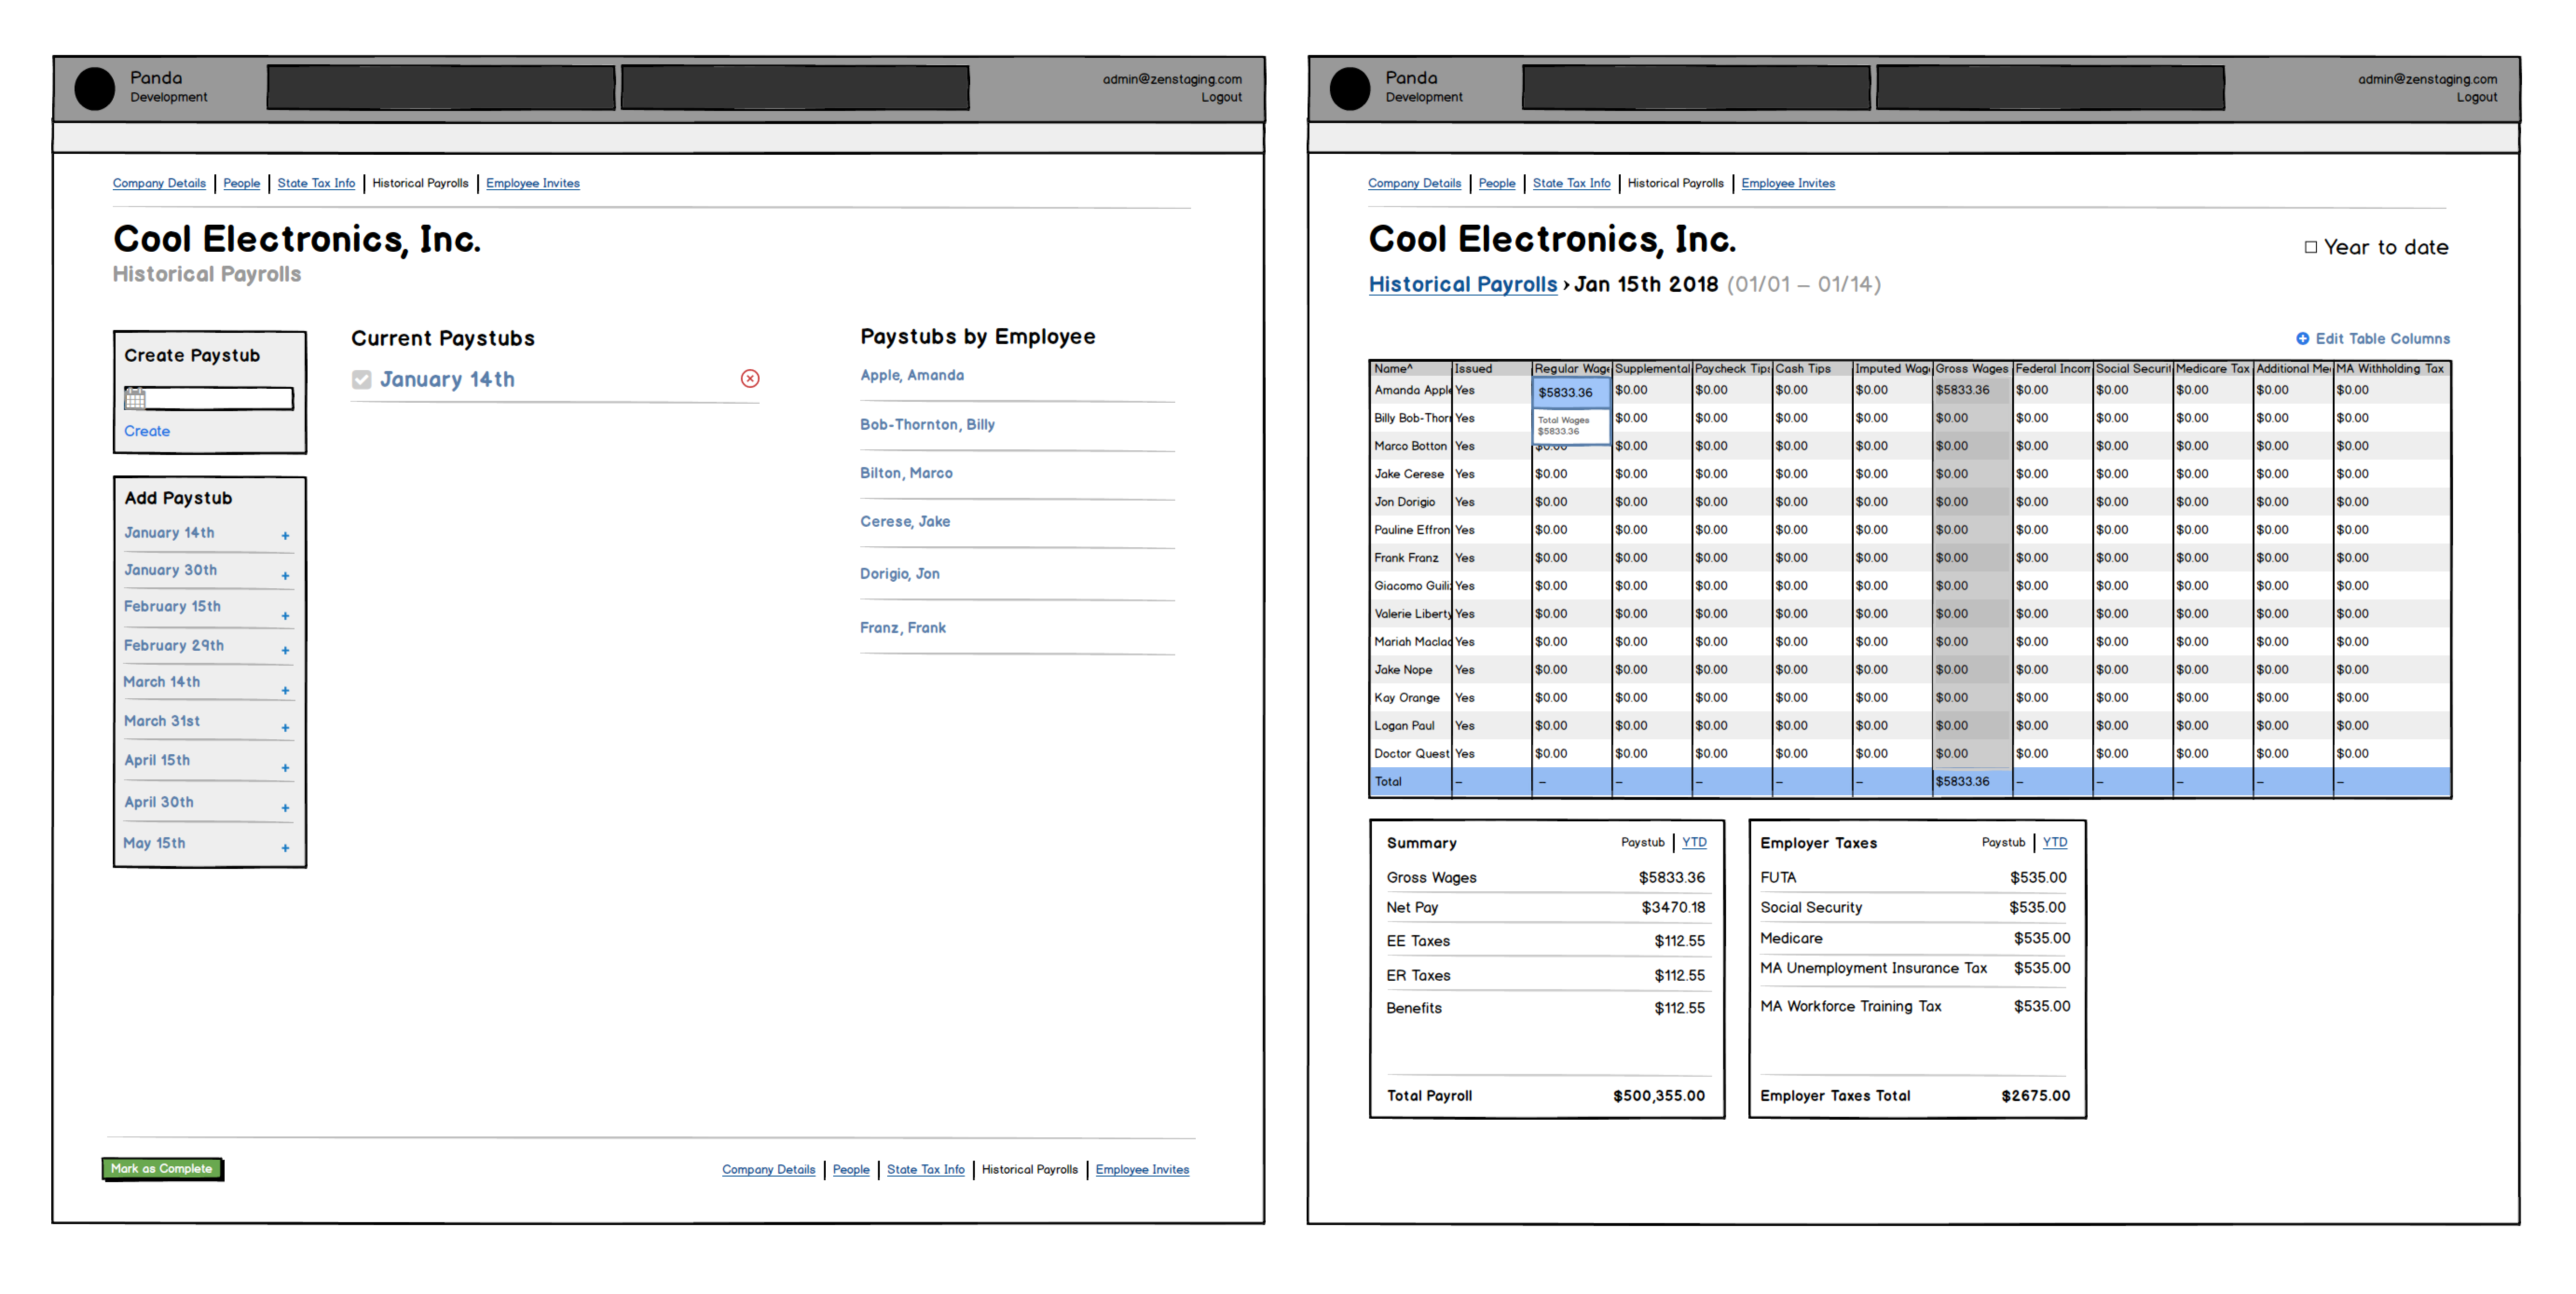 Panda
Development
admin@zenstaging.com
Logout
Company Details | People | State Tax Info | Historical Payrolls | Employee Invites
Cool Electronics, Inc.
Historical Payrolls
Create Paystub
Create
Add Paystub
January 14th +
January 30th +
February 15th +
February 29th +
March 14th +
March 31st +
April 15th +
April 30th +
May 15th +
Current Paystubs
January 14th
Paystubs by Employee
Apple, Amanda
Bob-Thornton, Billy
Bilton, Marco
Cerese, Jake
Dorigio, Jon
Franz, Frank
Mark as Complete
Company Details | People | State Tax Info | Historical Payrolls | Employee Invites
Panda
Development
admin@zenstaging.com
Logout
Company Details | People | State Tax Info | Historical Payrolls | Employee Invites
Cool Electronics, Inc.
Year to date
Historical Payrolls › Jan 15th 2018 (01/01 – 01/14)
Edit Table Columns
Name^ Issued Regular Wage Supplemental Paycheck Tip Cash Tips Imputed Wag Gross Wages Federal Incom Social Securit Medicare Tax Additional Me MA Withholding Tax
Amanda Apple Yes $5833.36 $0.00 $0.00 $0.00 $0.00 $5833.36 $0.00 $0.00 $0.00 $0.00 $0.00
Billy Bob-Thor Yes $0.00 $0.00 $0.00 $0.00 $0.00 $0.00 $0.00 $0.00 $0.00 $0.00
Total Wages
$5833.36
Marco Botton Yes $0.00 $0.00 $0.00 $0.00 $0.00 $0.00 $0.00 $0.00 $0.00 $0.00 $0.00
Jake Cerese Yes $0.00 $0.00 $0.00 $0.00 $0.00 $0.00 $0.00 $0.00 $0.00 $0.00 $0.00
Jon Dorigio Yes $0.00 $0.00 $0.00 $0.00 $0.00 $0.00 $0.00 $0.00 $0.00 $0.00 $0.00
Pauline Effron Yes $0.00 $0.00 $0.00 $0.00 $0.00 $0.00 $0.00 $0.00 $0.00 $0.00 $0.00
Frank Franz Yes $0.00 $0.00 $0.00 $0.00 $0.00 $0.00 $0.00 $0.00 $0.00 $0.00 $0.00
Giacomo Guili Yes $0.00 $0.00 $0.00 $0.00 $0.00 $0.00 $0.00 $0.00 $0.00 $0.00 $0.00
Valerie Liberty Yes $0.00 $0.00 $0.00 $0.00 $0.00 $0.00 $0.00 $0.00 $0.00 $0.00 $0.00
Mariah Maclac Yes $0.00 $0.00 $0.00 $0.00 $0.00 $0.00 $0.00 $0.00 $0.00 $0.00 $0.00
Jake Nope Yes $0.00 $0.00 $0.00 $0.00 $0.00 $0.00 $0.00 $0.00 $0.00 $0.00 $0.00
Kay Orange Yes $0.00 $0.00 $0.00 $0.00 $0.00 $0.00 $0.00 $0.00 $0.00 $0.00 $0.00
Logan Paul Yes $0.00 $0.00 $0.00 $0.00 $0.00 $0.00 $0.00 $0.00 $0.00 $0.00 $0.00
Doctor Quest Yes $0.00 $0.00 $0.00 $0.00 $0.00 $0.00 $0.00 $0.00 $0.00 $0.00 $0.00
Total – – – – – – $5833.36 – – – – –
Summary Paystub | YTD
Gross Wages $5833.36
Net Pay $3470.18
EE Taxes $112.55
ER Taxes $112.55
Benefits $112.55
Total Payroll $500,355.00
Employer Taxes Paystub | YTD
FUTA $535.00
Social Security $535.00
Medicare $535.00
MA Unemployment Insurance Tax $535.00
MA Workforce Training Tax $535.00
Employer Taxes Total $2675.00